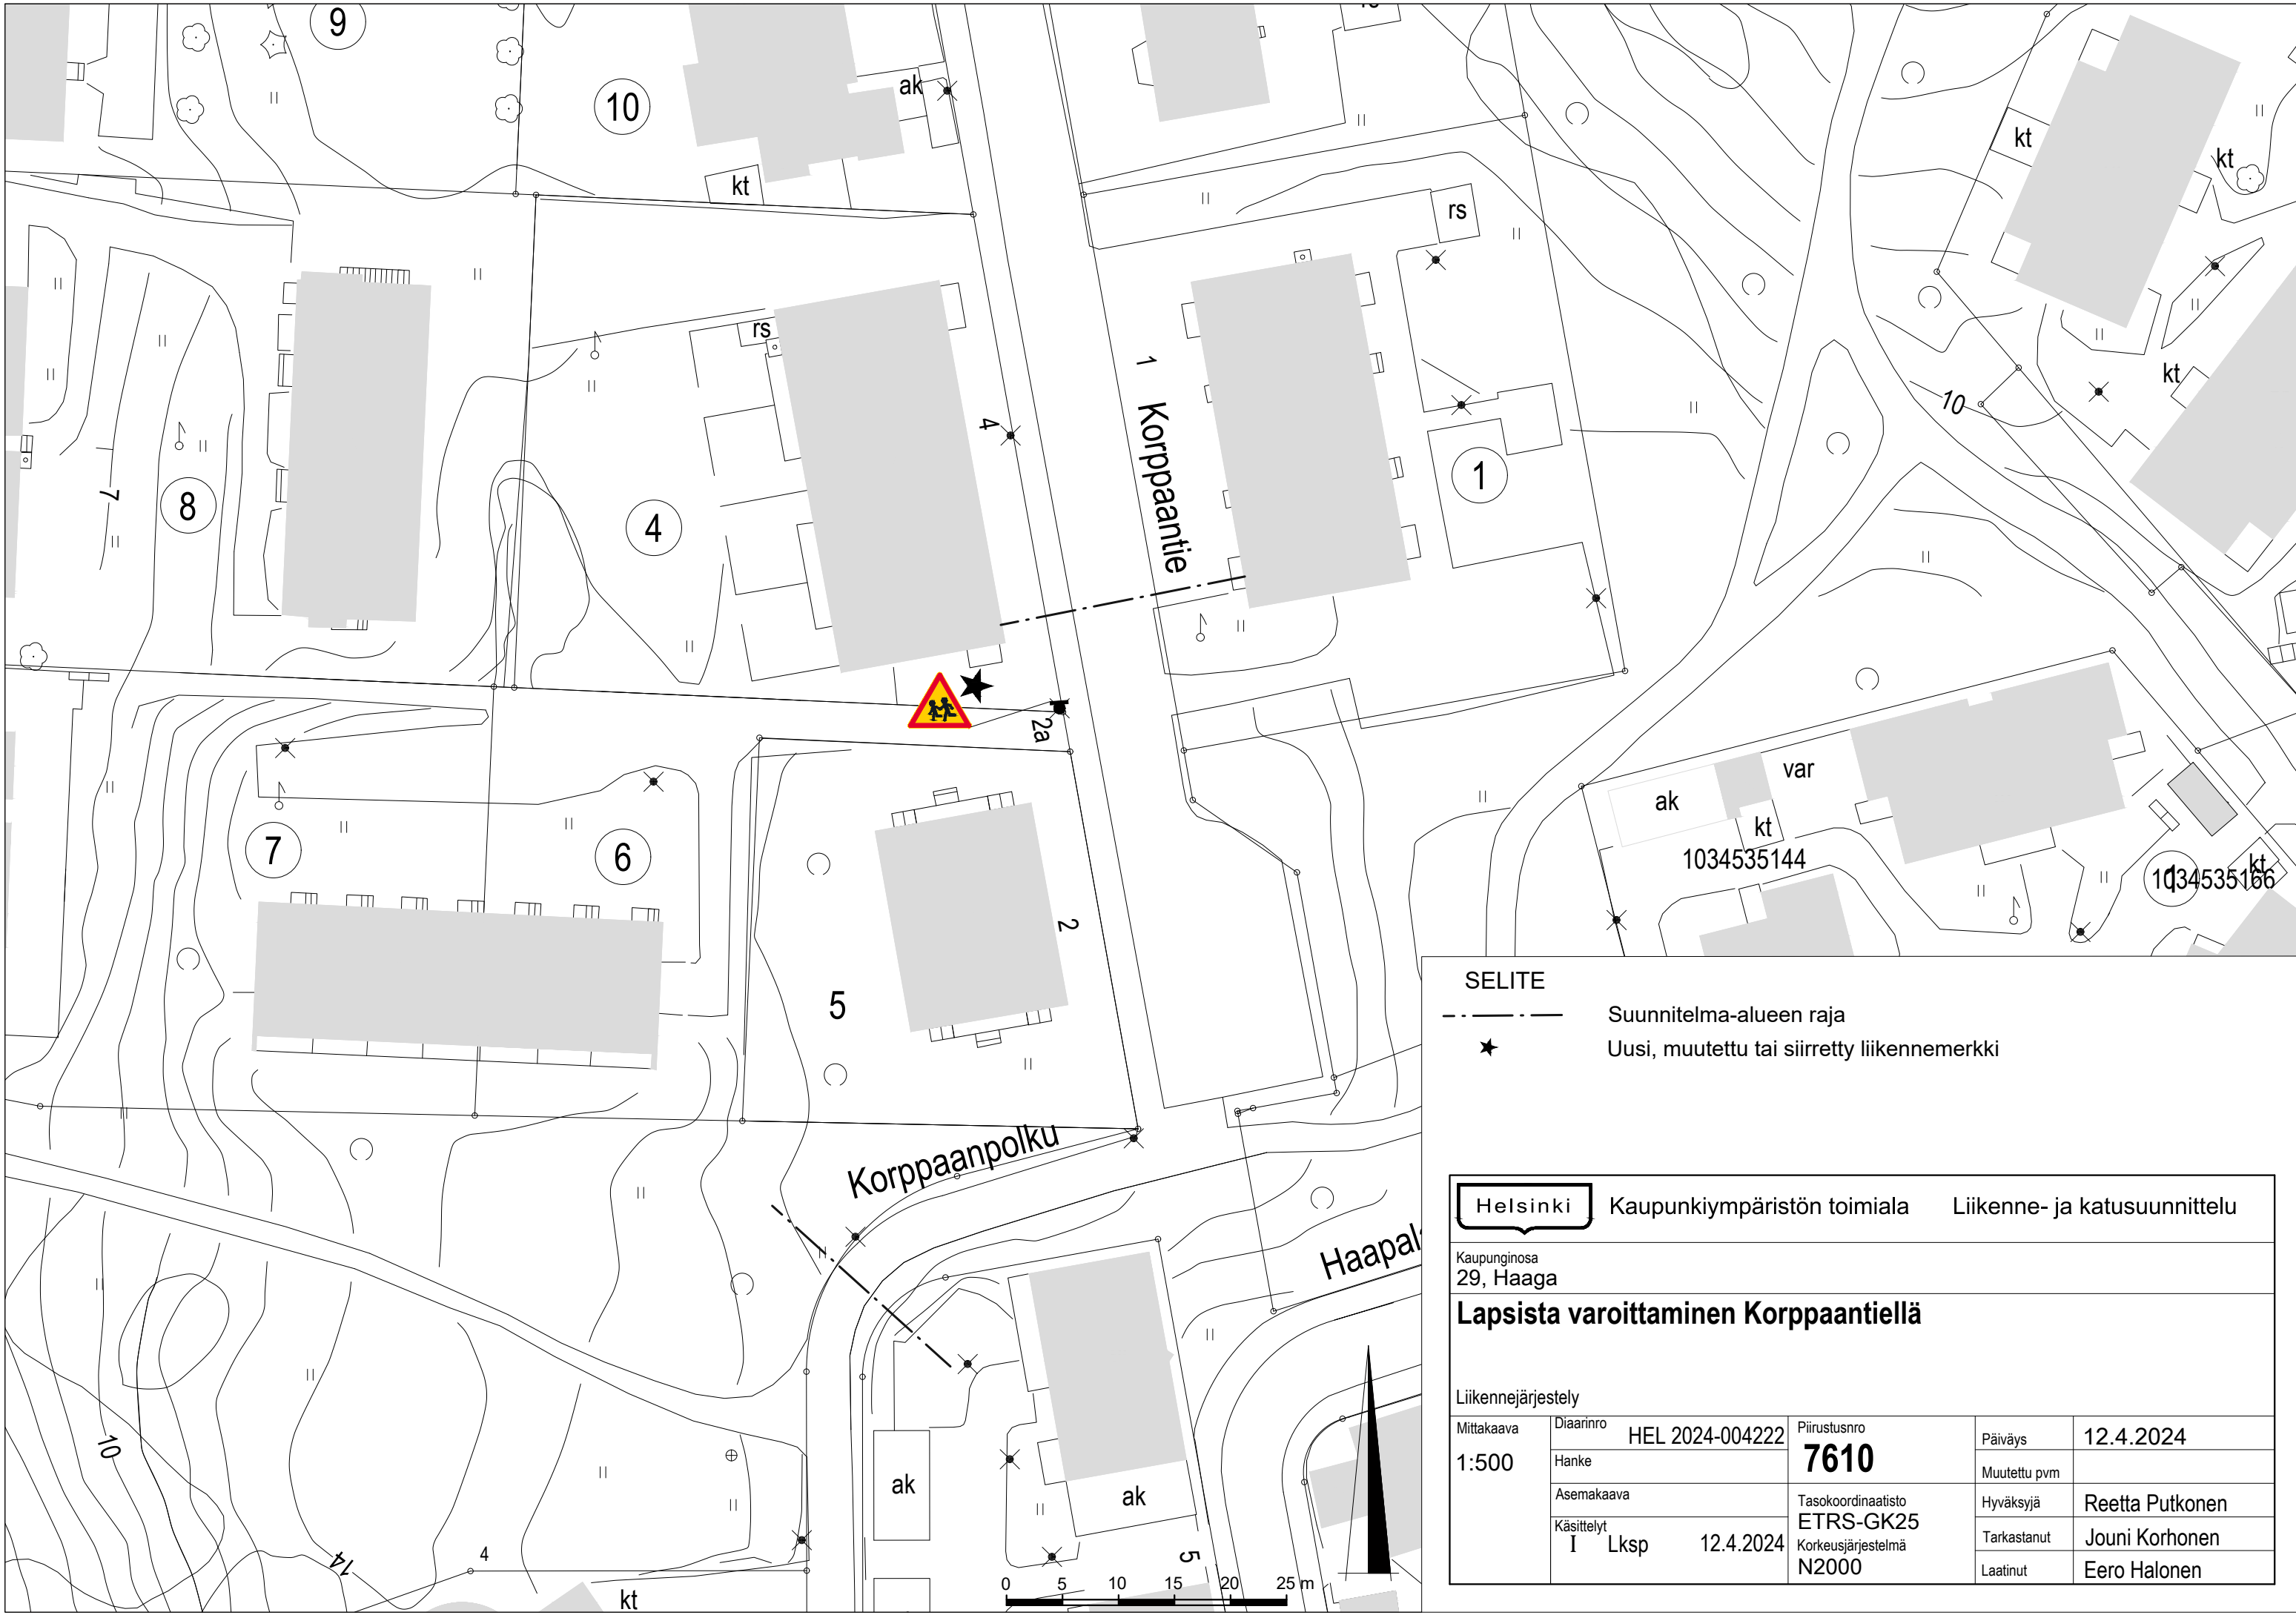 9
10
ak
kt
kt
kt
rs
rs
1
Korppaantie
4
10
kt
7
8
4
1
2a
var
ak
kt
1034535144
kt
1
1034535166
7
6
2
5
Korppaanpolku
SELITE
Suunnitelma-alueen raja
Uusi, muutettu tai siirretty liikennemerkki
Helsinki Kaupunkiympäristön toimiala Liikenne- ja katusuunnittelu
Kaupunginosa
29, Haaga
Lapsista varoittaminen Korppaantiellä
Liikennejärjestely
Mittakaava
1:500
Diaarinro HEL 2024-004222
Hanke
Asemakaava
Käsittelyt
I Lksp 12.4.2024
Piirustusnro
7610
Tasokoordinaatisto
ETRS-GK25
Korkeusjärjestelmä
N2000
Päiväys 12.4.2024
Muutettu pvm
Hyväksyjä Reetta Putkonen
Tarkastanut Jouni Korhonen
Laatinut Eero Halonen
10
14
4
kt
ak
ak
5
0 5 10 15 20 25 m